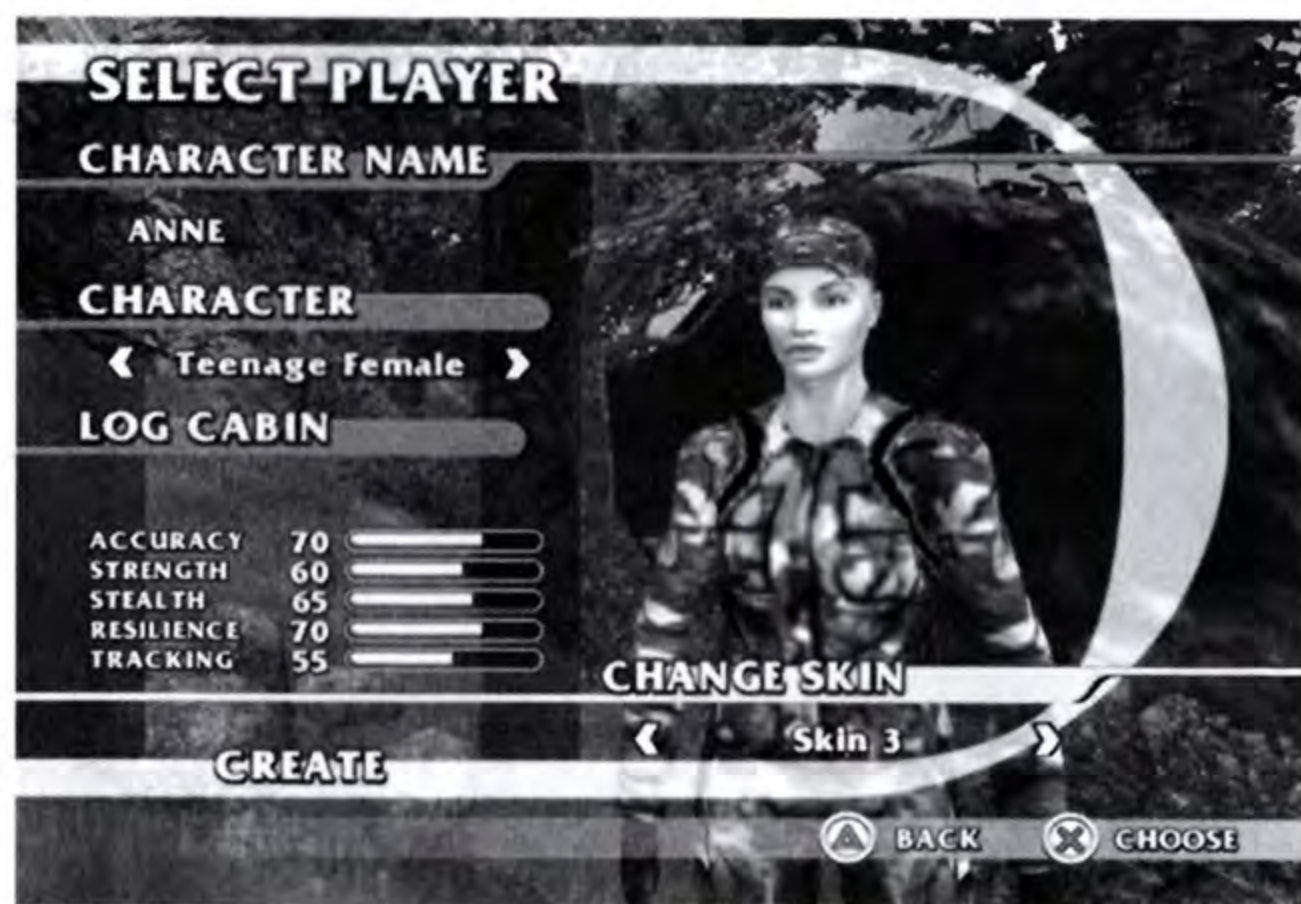 SELECT PLAYER
CHARACTER NAME
ANNE
CHARACTER
Teenage Female
LOG CABIN
ACCURACY 70
STRENGTH 60
STEALTH 65
RESILIENCE 70
TRACKING 55
CHANGE SKIN
Skin 3
CREATE
BACK CHOOSE